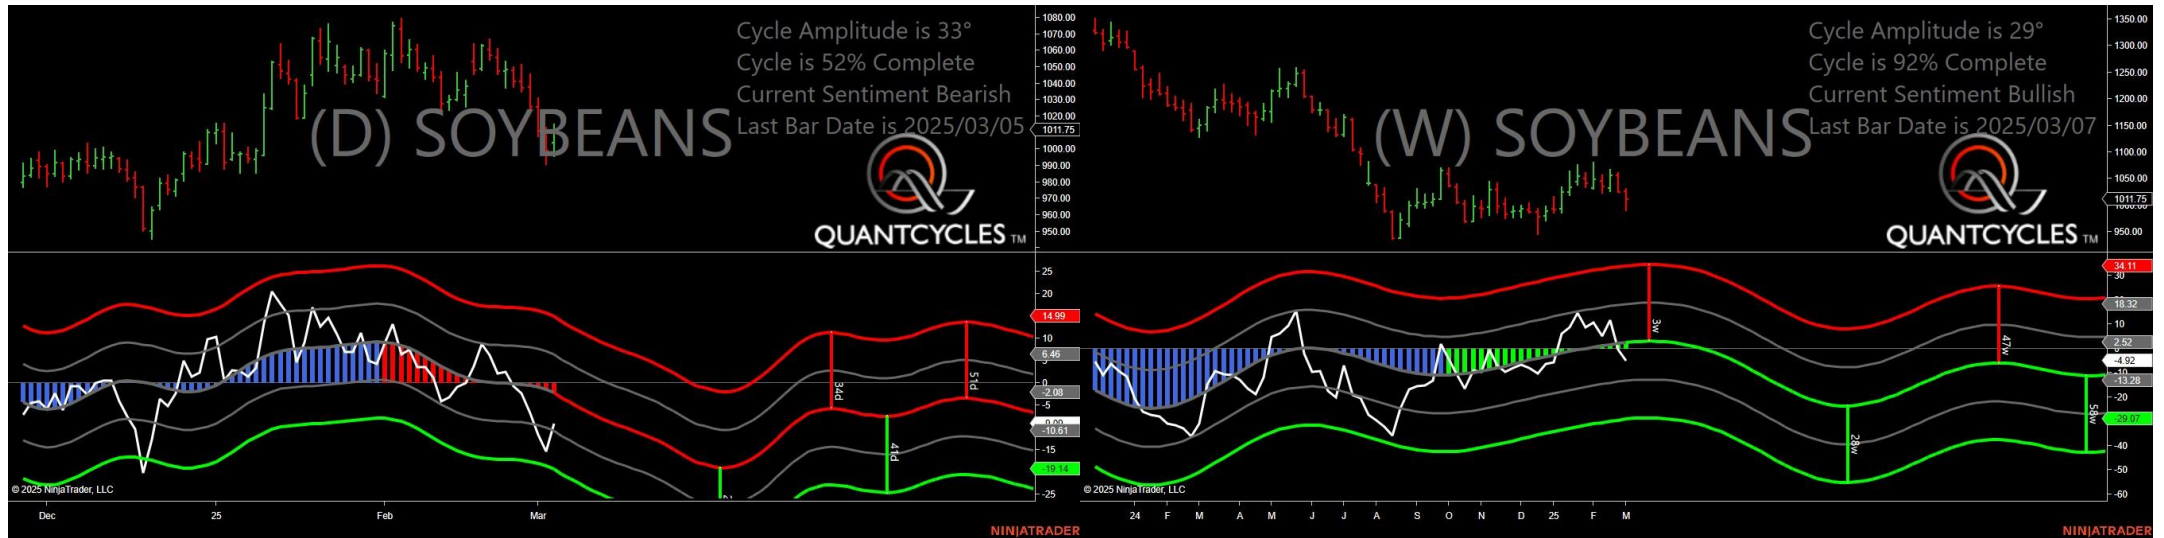 Cycle Amplitude is 33°
Cycle is 52% Complete
Current Sentiment Bearish
Last Bar Date is 2025/03/05
(D) SOYBEANS
QUANTCYCLES TM
1080.00
1070.00
1060.00
1050.00
1040.00
1030.00
1020.00
1011.75
1000.00
990.00
980.00
970.00
960.00
950.00
25
20
14.99
10
6.46
0
-2.08
-5
-10.61
-15
-19.14
-25
34d
51d
41d
© 2025 NinjaTrader, LLC
Dec
25
Feb
Mar
NINJATRADER
Cycle Amplitude is 29°
Cycle is 92% Complete
Current Sentiment Bullish
Last Bar Date is 2025/03/07
(W) SOYBEANS
QUANTCYCLES TM
1350.00
1300.00
1250.00
1200.00
1150.00
1100.00
1050.00
1011.75
950.00
34.11
30
18.32
10
2.52
-4.92
-13.28
-20
-29.07
-40
-50
-60
3w
47w
28w
58w
© 2025 NinjaTrader, LLC
24
F
M
A
M
J
J
A
S
O
N
D
25
F
M
NINJATRADER